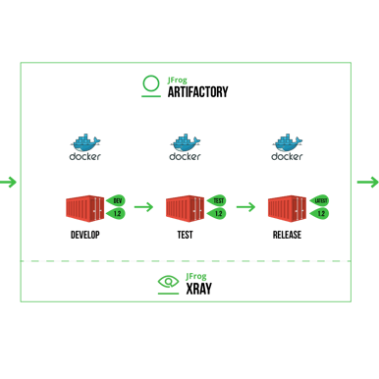 JFrog
ARTIFACTORY
docker docker docker
DEV TEST LATEST
1.2 1.2 1.2
DEVELOP TEST RELEASE
JFrog
XRAY